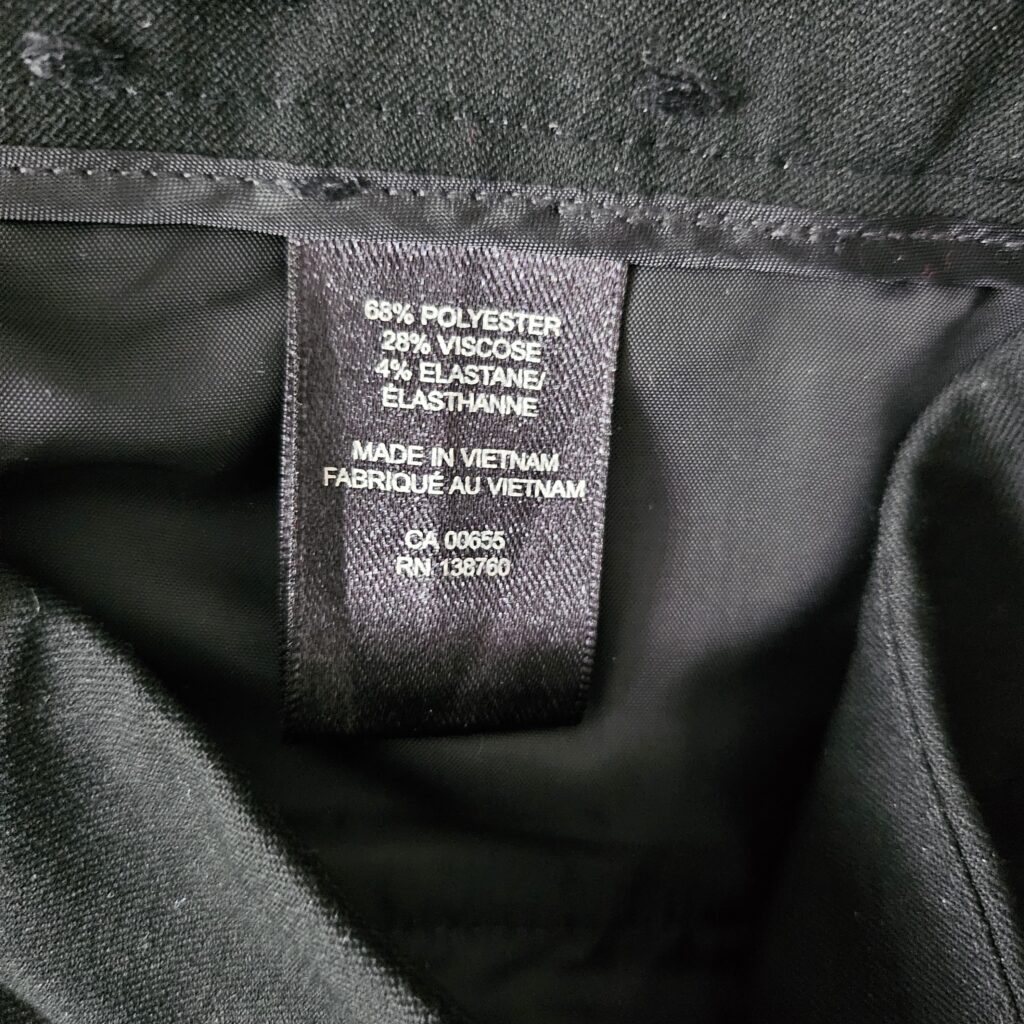 68% POLYESTER
28% VISCOSE
4% ELASTANE/
ÉLASTHANNE
MADE IN VIETNAM
FABRIQUÉ AU VIETNAM
CA 00655
RN 138760